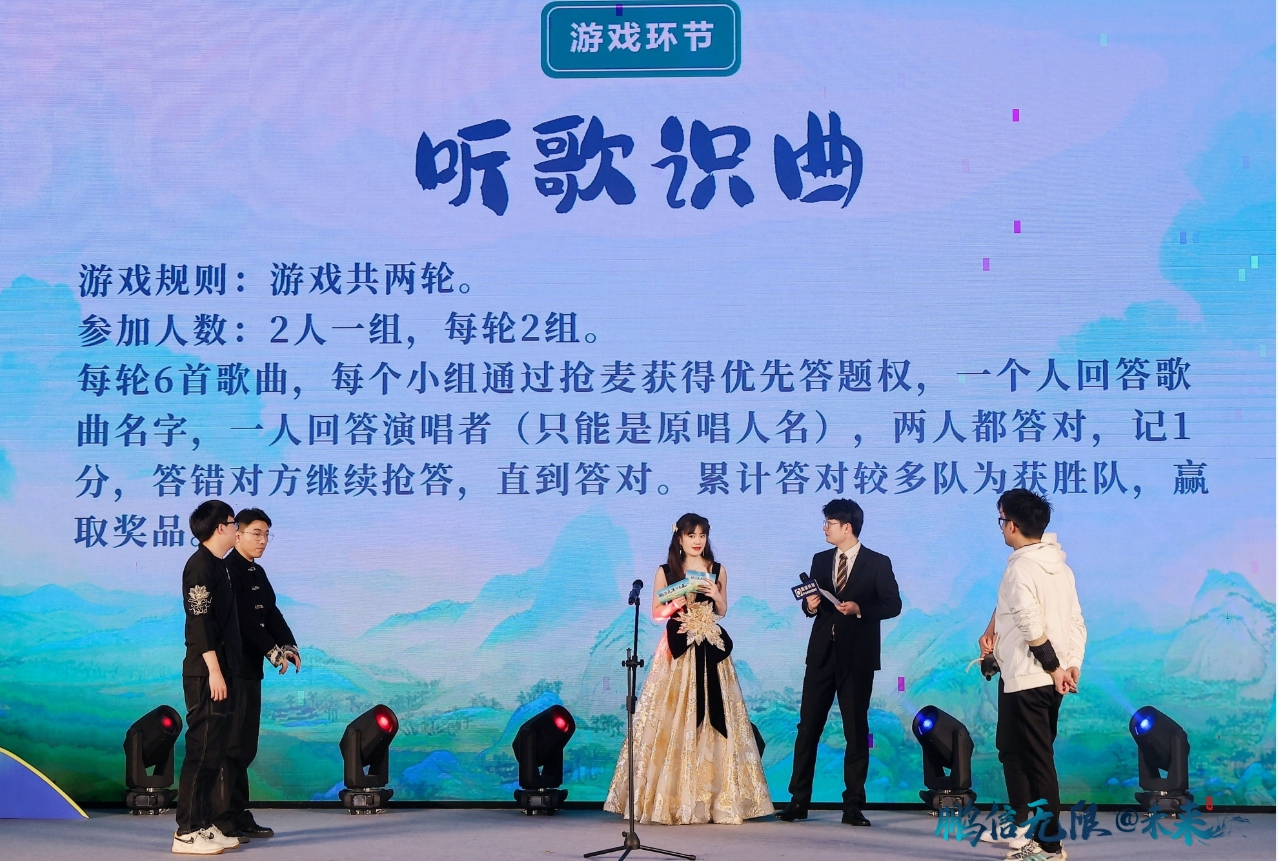 游戏环节
听歌识曲
游戏规则：游戏共两轮。
参加人数：2人一组，每轮2组。
每轮6首歌曲，每个小组通过抢麦获得优先答题权，一个人回答歌
曲名字，一人回答演唱者（只能是原唱人名），两人都答对，记1
分，答错对方继续抢答，直到答对。累计答对较多队为获胜队，赢
取奖品。
鹏信无限@未来